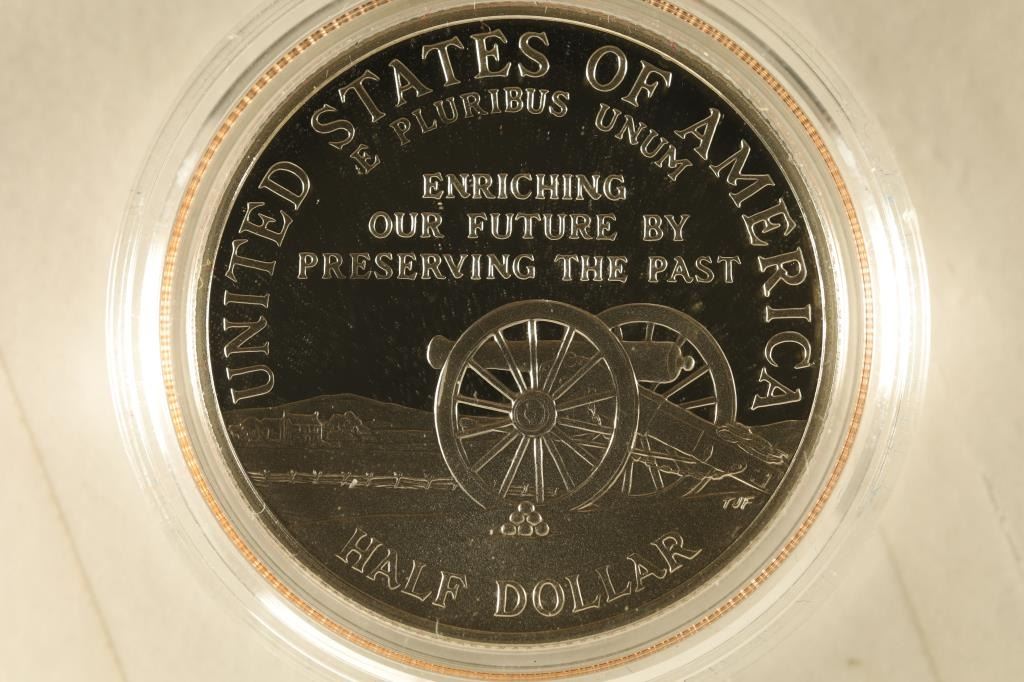 UNITED STATES OF AMERICA
E PLURIBUS UNUM
ENRICHING
OUR FUTURE BY
PRESERVING THE PAST
TJF
HALF DOLLAR